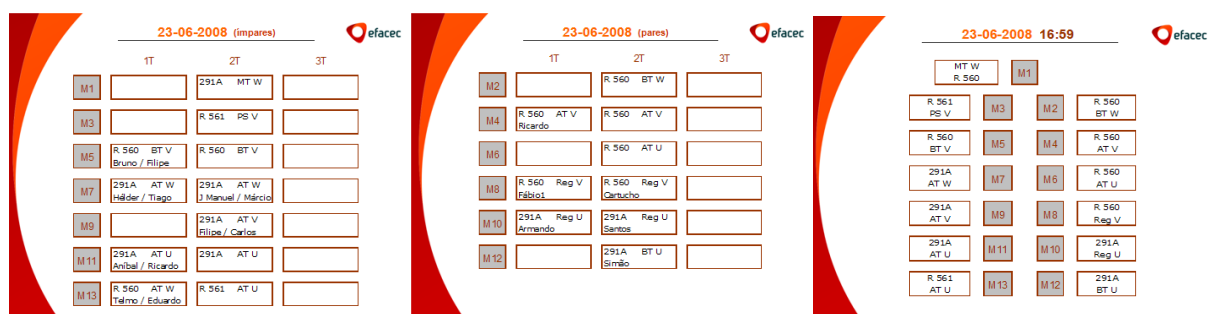 23-06-2008 (impares)
efacec
1T 2T 3T
M1 291A MT W
M3 R 561 PS V
M5 R 560 BT V R 560 BT V
Bruno / Filipe
M7 291A AT W 291A AT W
Hélder / Tiago J Manuel / Márcio
M9 291A AT V
Filipe / Carlos
M11 291A AT U 291A AT U
Aníbal / Ricardo
M13 R 560 AT W R 561 AT U
Telmo / Eduardo
23-06-2008 (pares)
efacec
1T 2T 3T
M2 R 560 BT W
M4 R 560 AT V R 560 AT V
Ricardo
M6 R 560 AT U
M8 R 560 Reg V R 560 Reg V
Fábio1 Cartucho
M10 291A Reg U 291A Reg U
Armando Santos
M12 291A BT U
Simão
23-06-2008 16:59
efacec
MT W
R 560 M1
R 561 M3 M2 R 560
PS V BT W
R 560 M5 M4 R 560
BT V AT V
291A M7 M6 R 560
AT W AT U
291A M9 M8 R 560
AT V Reg V
291A M11 M10 291A
AT U Reg U
R 561 M13 M12 291A
AT U BT U